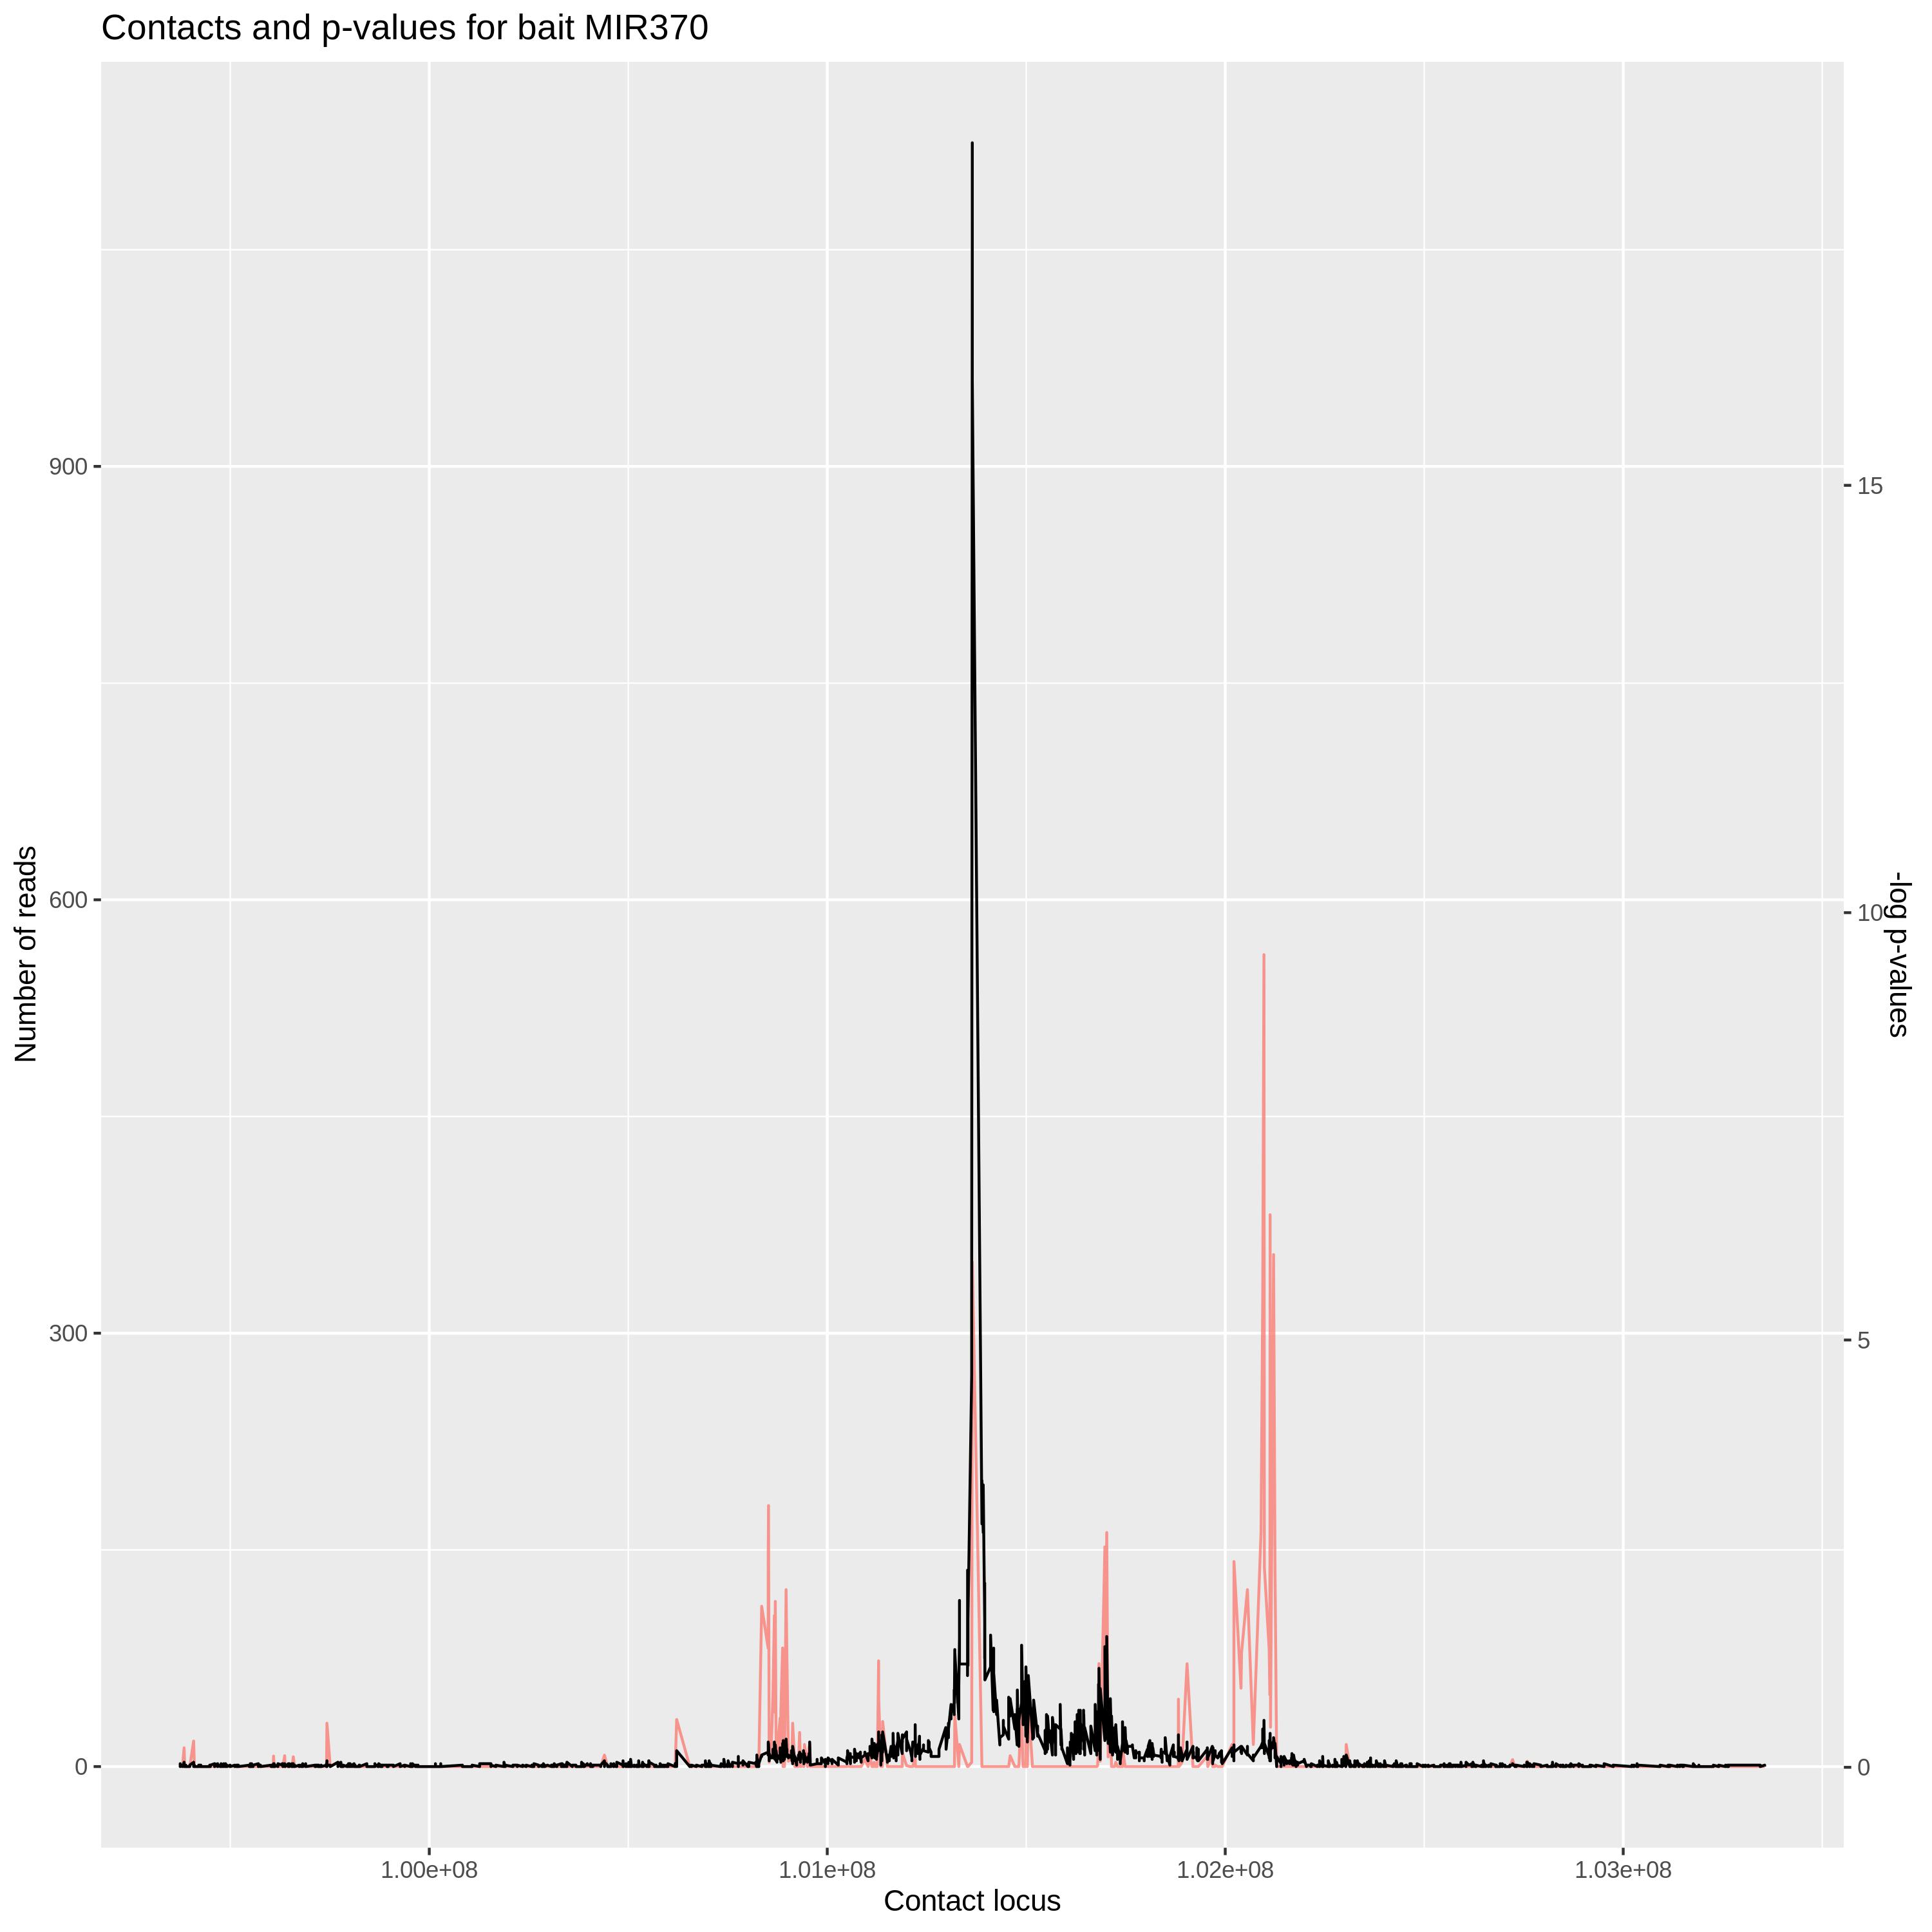 Contacts and p-values for bait MIR370
Number of reads
900
600
300
0
15
10
5
0
-log p-values
1.00e+08
1.01e+08
1.02e+08
1.03e+08
Contact locus